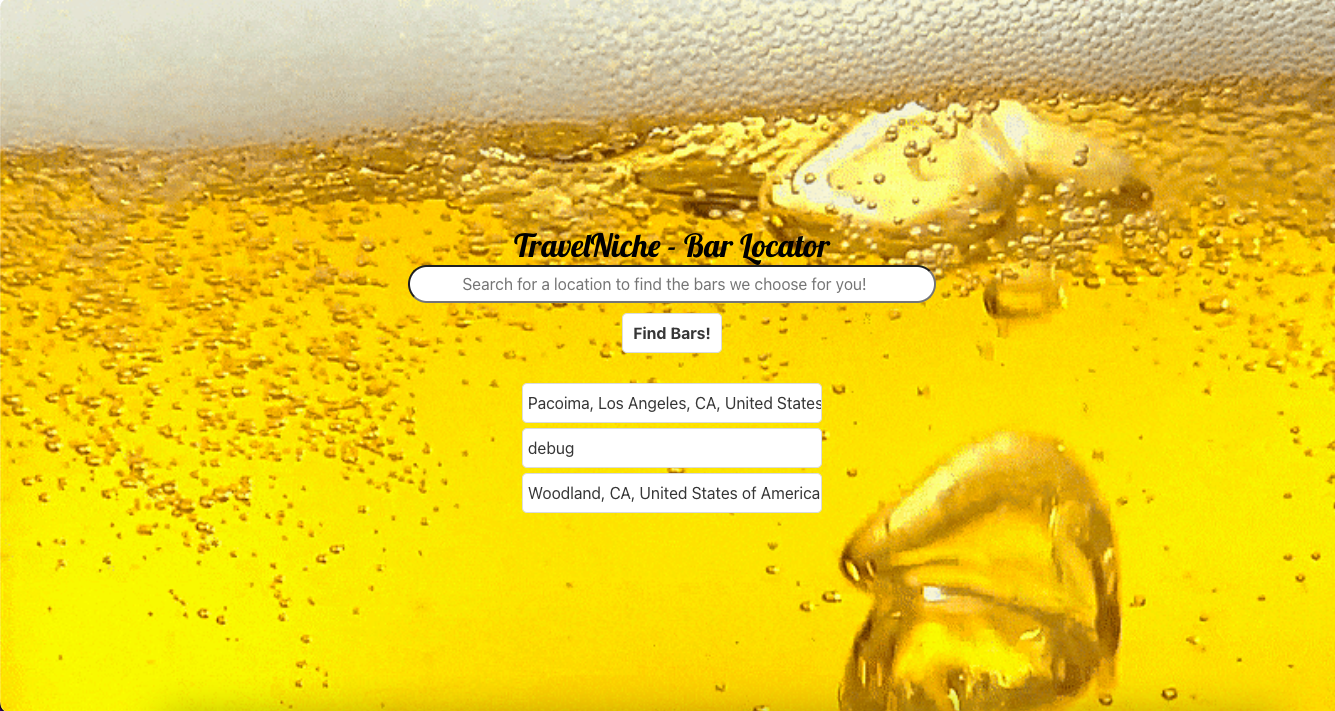 TravelNiche - Bar Locator
Search for a location to find the bars we choose for you!
Find Bars!
Pacoima, Los Angeles, CA, United States
debug
Woodland, CA, United States of America